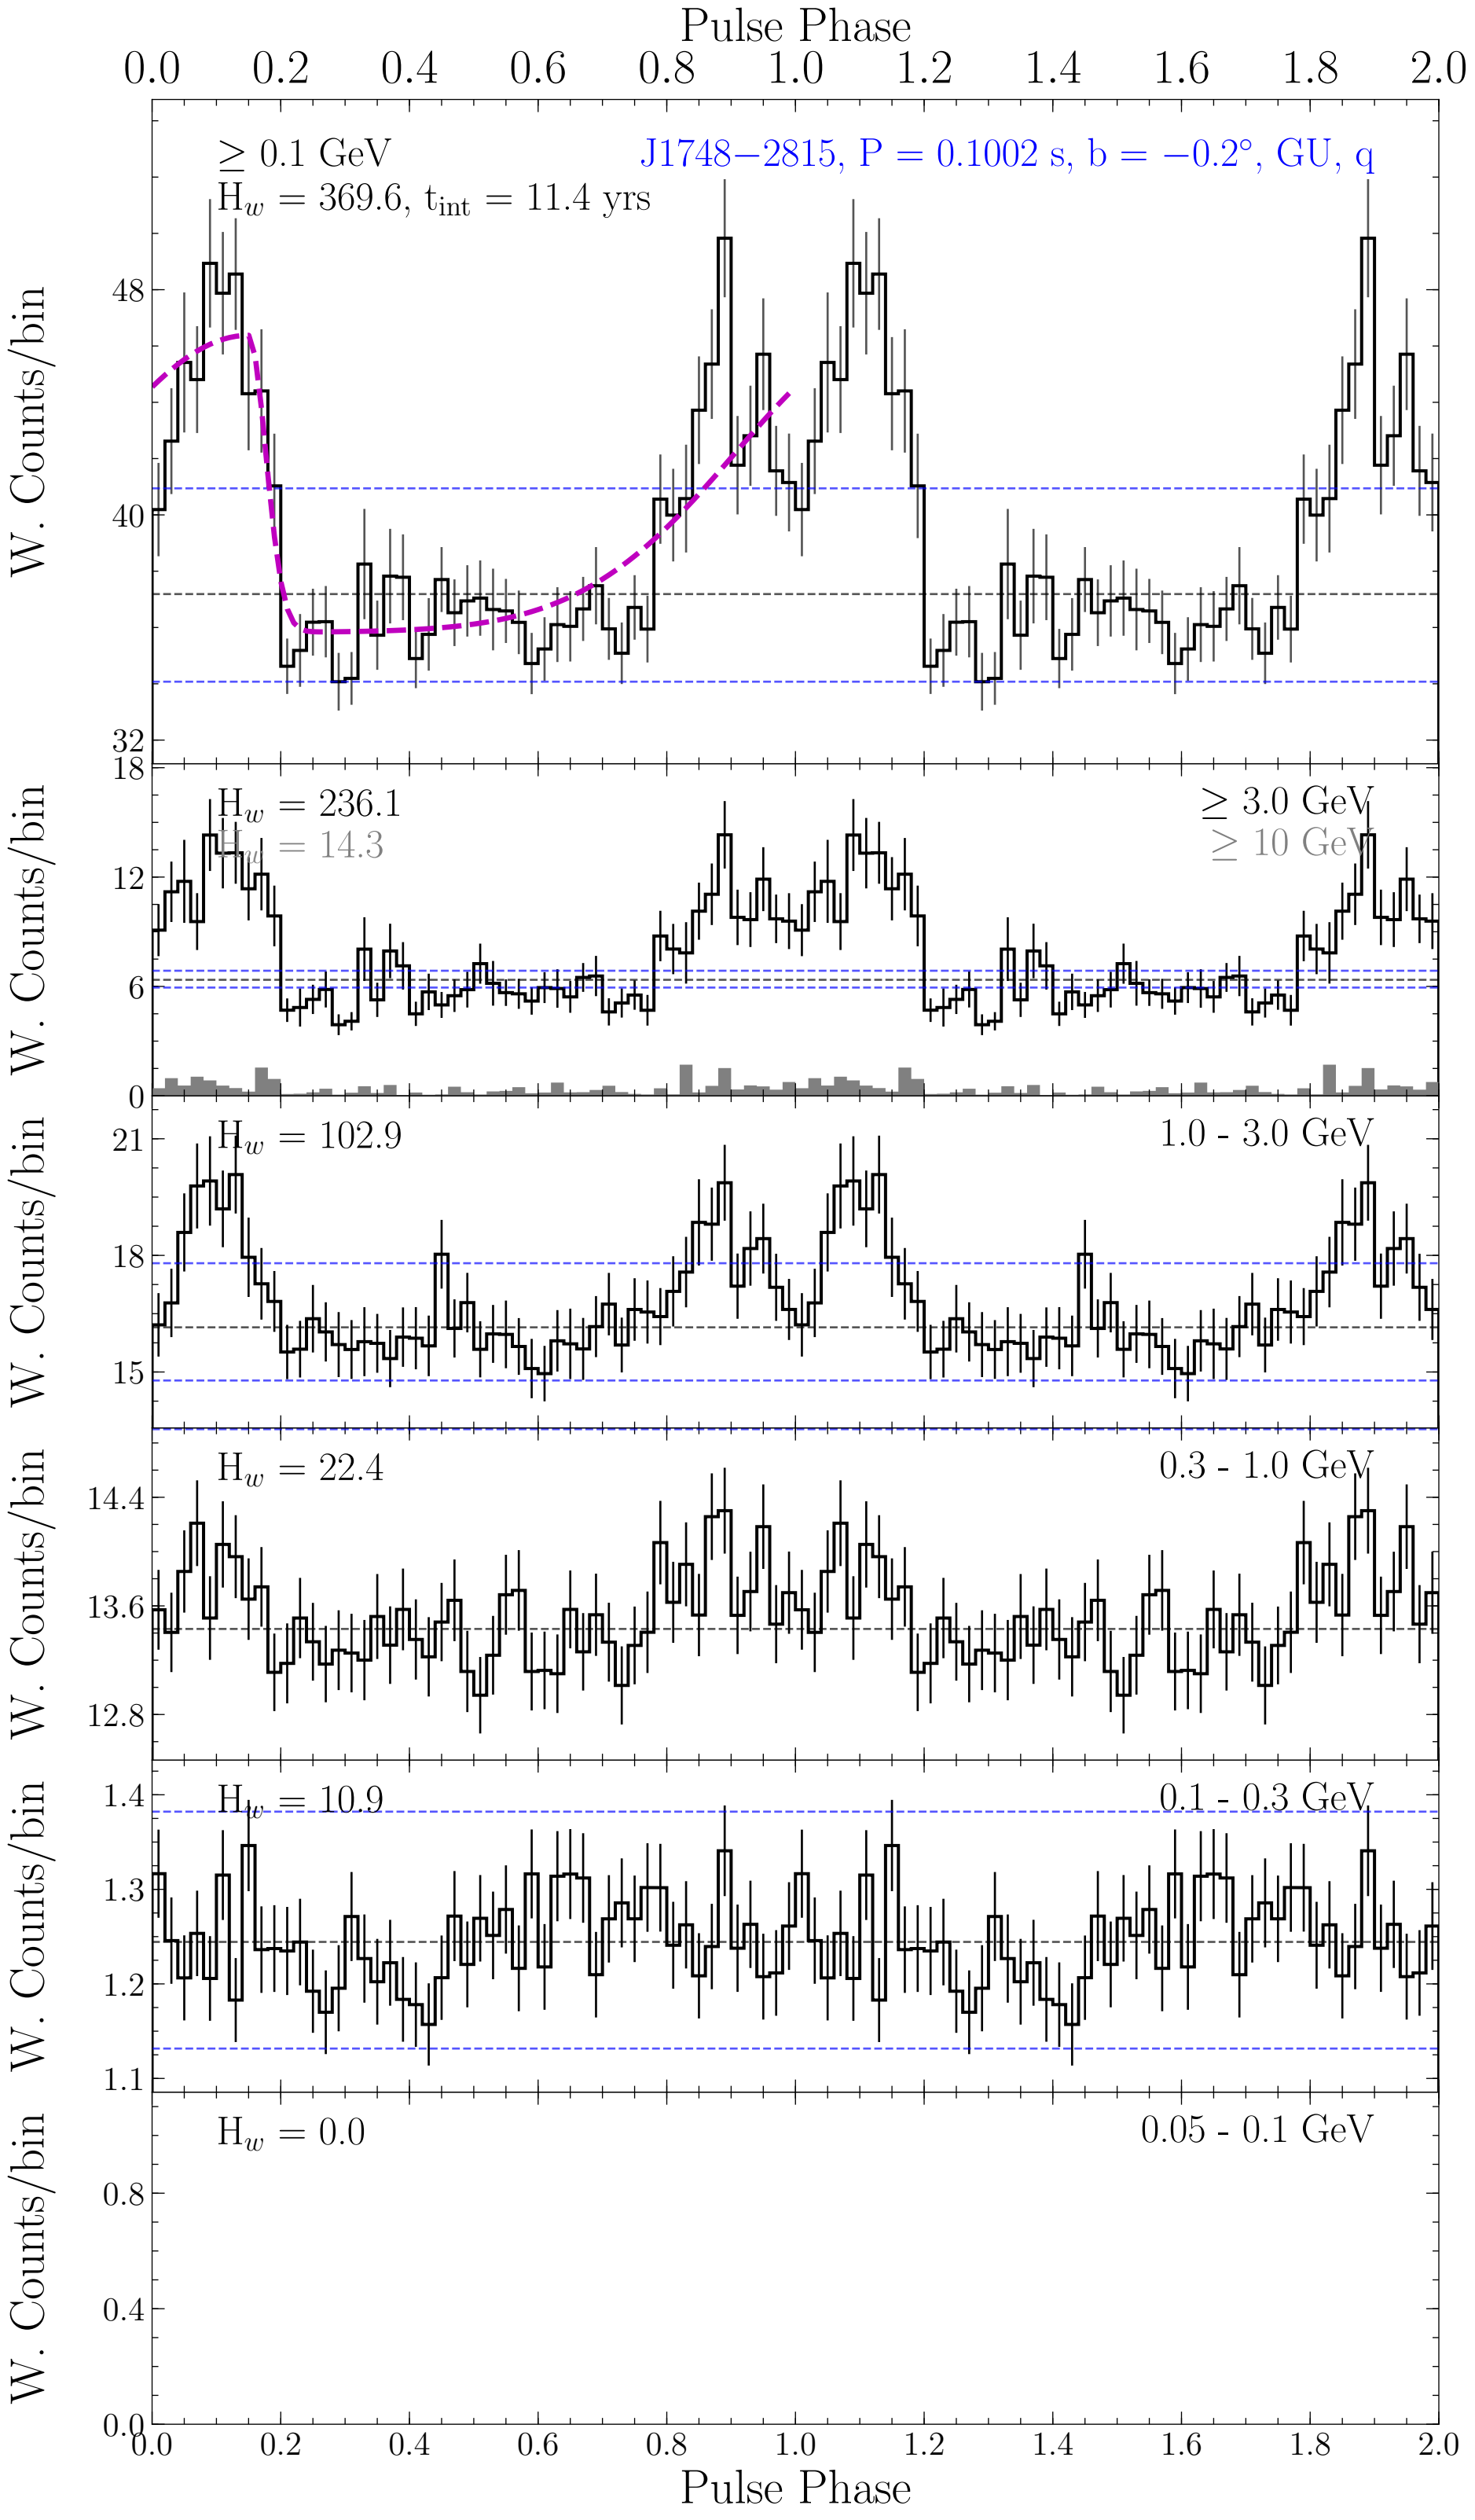 Pulse Phase
0.0 0.2 0.4 0.6 0.8 1.0 1.2 1.4 1.6 1.8 2.0
≥ 0.1 GeV
J1748−2815, P = 0.1002 s, b = −0.2°, GU, q
H_w = 369.6, t_int = 11.4 yrs
W. Counts/bin
48
40
32
H_w = 236.1
≥ 3.0 GeV
H_w = 14.3
≥ 10 GeV
W. Counts/bin
18
12
6
0
H_w = 102.9
1.0 - 3.0 GeV
W. Counts/bin
21
18
15
H_w = 22.4
0.3 - 1.0 GeV
W. Counts/bin
14.4
13.6
12.8
H_w = 10.9
0.1 - 0.3 GeV
W. Counts/bin
1.4
1.3
1.2
1.1
H_w = 0.0
0.05 - 0.1 GeV
W. Counts/bin
0.8
0.4
0.0
0.0 0.2 0.4 0.6 0.8 1.0 1.2 1.4 1.6 1.8 2.0
Pulse Phase